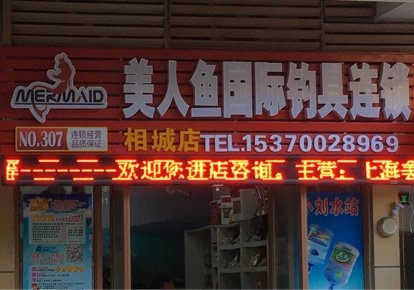 美人鱼国际钓具连锁
MERMAID
NO.307
连锁经营
品质保证
相城店 TEL.15370028969
-----欢迎您进店咨询。主营：上海
小刘水站